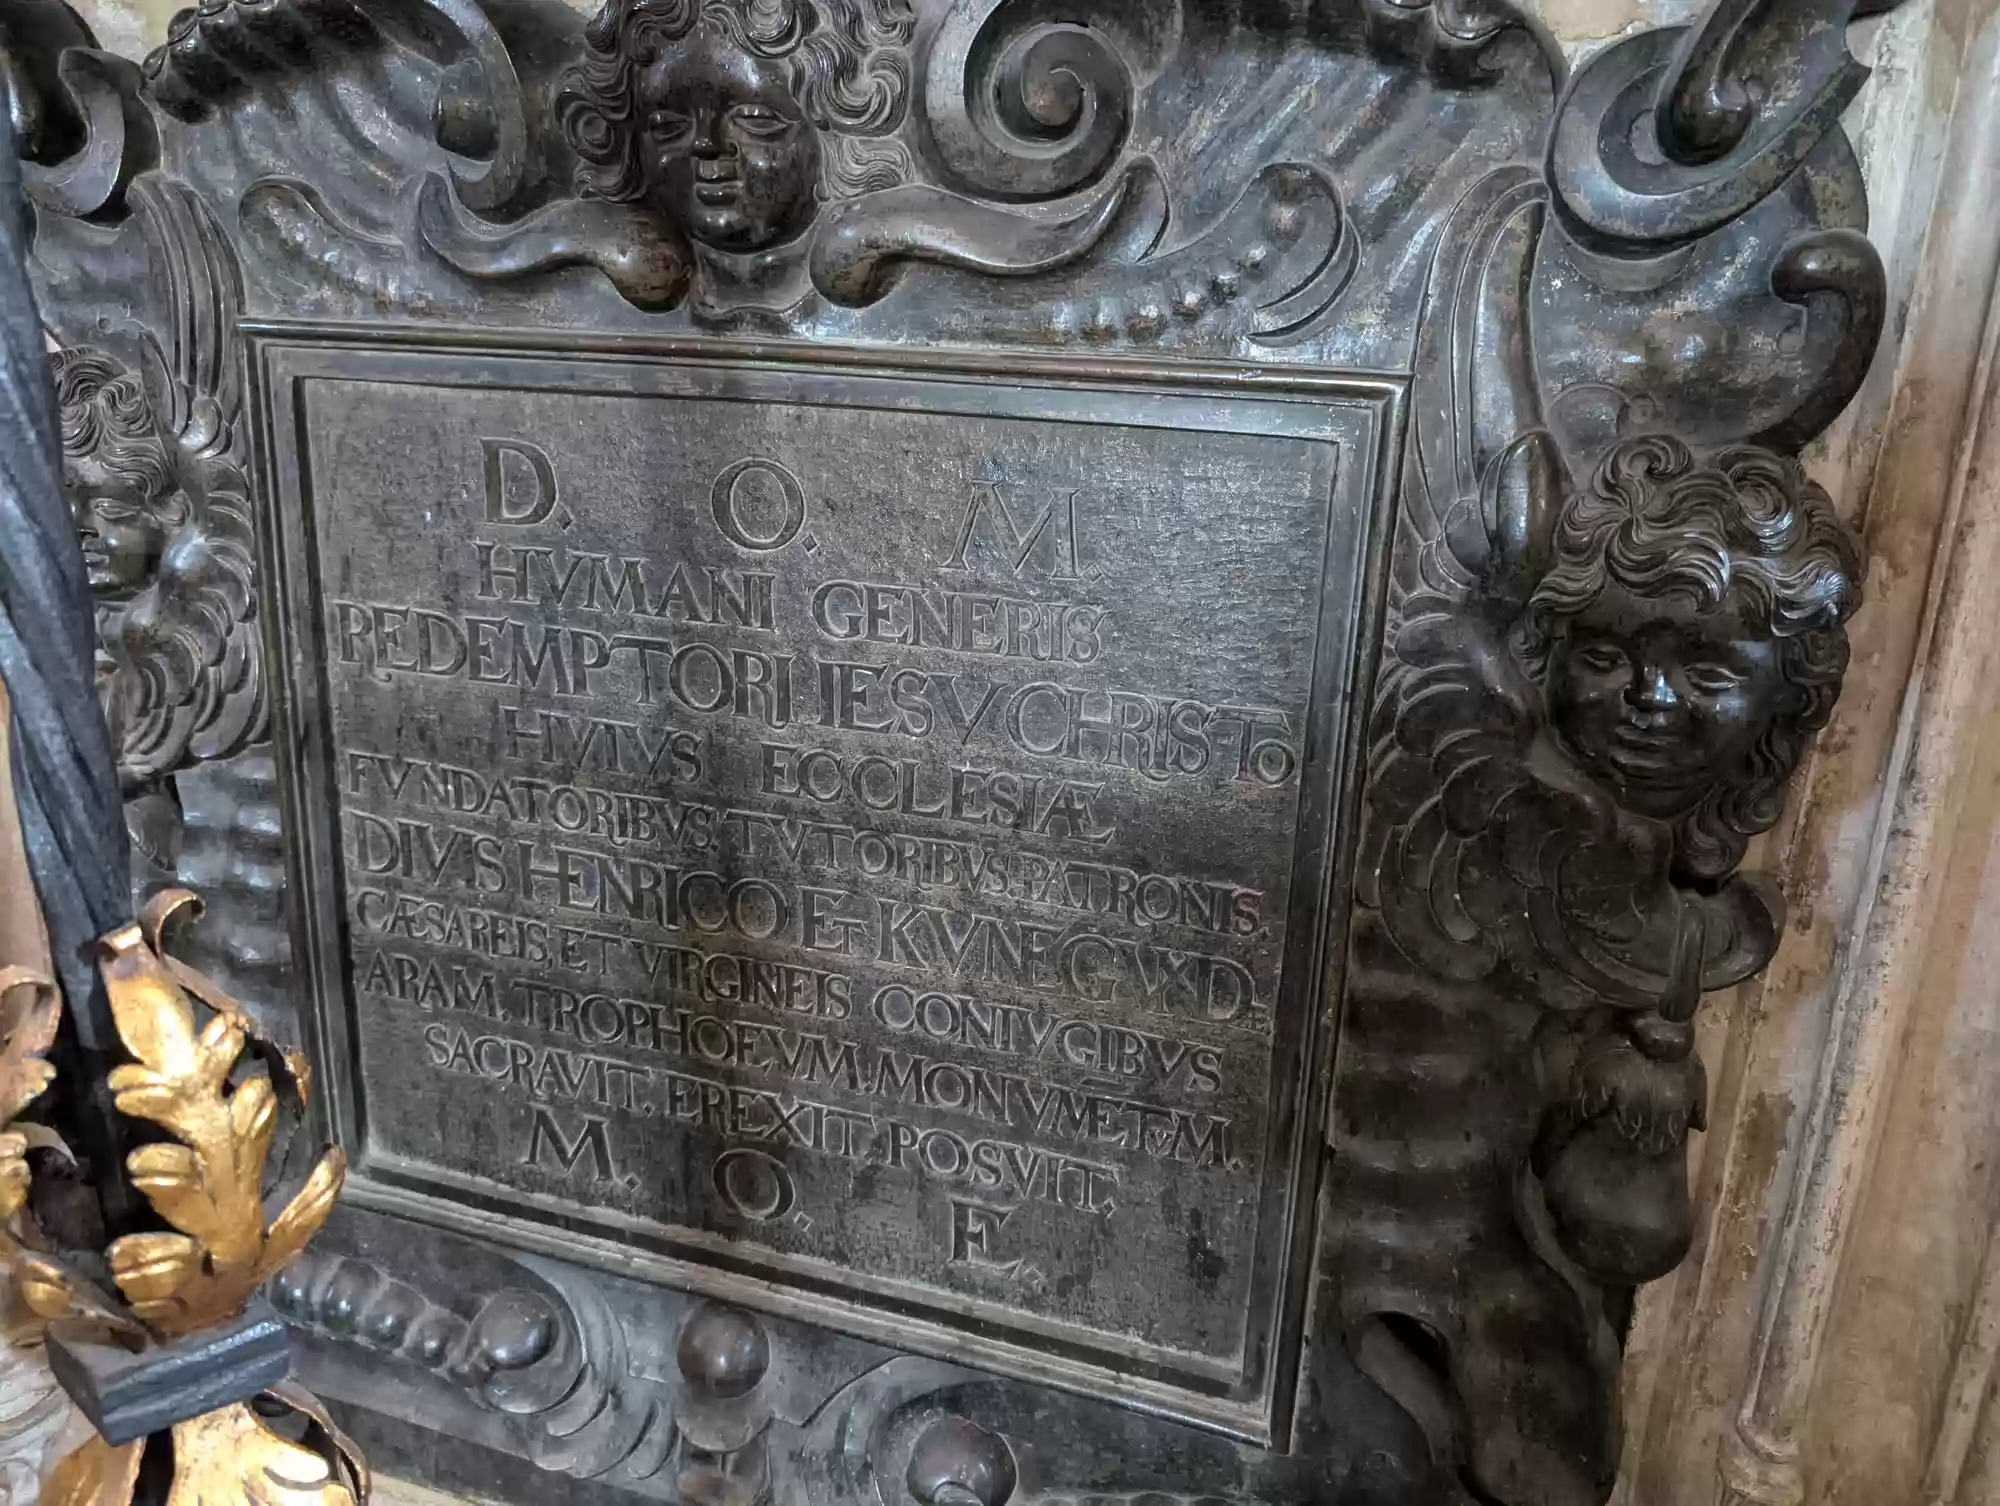 D. O. M.
HVMANI GENERIS
REDEMPTORI IESV CHRISTO
HVIVS ECCLESIÆ
FVNDATORIBVS, TVTORIBVS, PATRONIS,
DIVIS HENRICO ET KVNEGVNDÆ
CÆSAREIS, ET VIRGINEIS CONIVGIBVS
ARAM, TROPHOEVM, MONVMĒTVM.
SACRAVIT, EREXIT, POSVIT,
M. O. E.